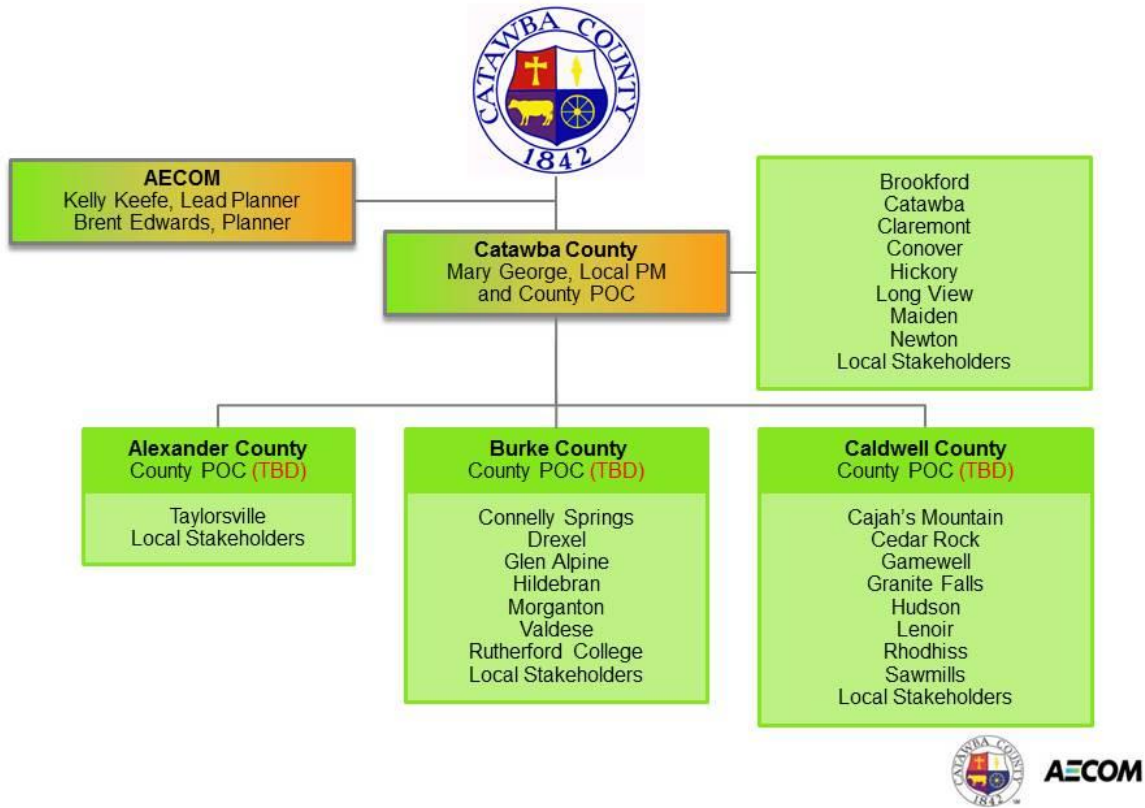 CATAWBA COUNTY
1842
AECOM
Kelly Keefe, Lead Planner
Brent Edwards, Planner
Catawba County
Mary George, Local PM
and County POC
Brookford
Catawba
Claremont
Conover
Hickory
Long View
Maiden
Newton
Local Stakeholders
Alexander County
County POC (TBD)
Taylorsville
Local Stakeholders
Burke County
County POC (TBD)
Connelly Springs
Drexel
Glen Alpine
Hildebran
Morganton
Valdese
Rutherford College
Local Stakeholders
Caldwell County
County POC (TBD)
Cajah's Mountain
Cedar Rock
Gamewell
Granite Falls
Hudson
Lenoir
Rhodhiss
Sawmills
Local Stakeholders
CATAWBA COUNTY
1842
AECOM